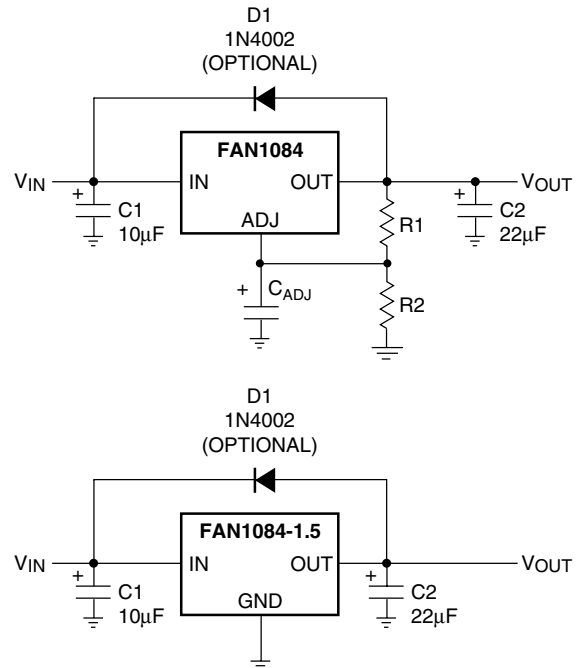 D1
1N4002
(OPTIONAL)
FAN1084
VIN
IN
OUT
VOUT
+
C1
10µF
ADJ
R1
+
C2
22µF
+
CADJ
R2
D1
1N4002
(OPTIONAL)
FAN1084-1.5
VIN
IN
OUT
VOUT
+
C1
10µF
GND
+
C2
22µF